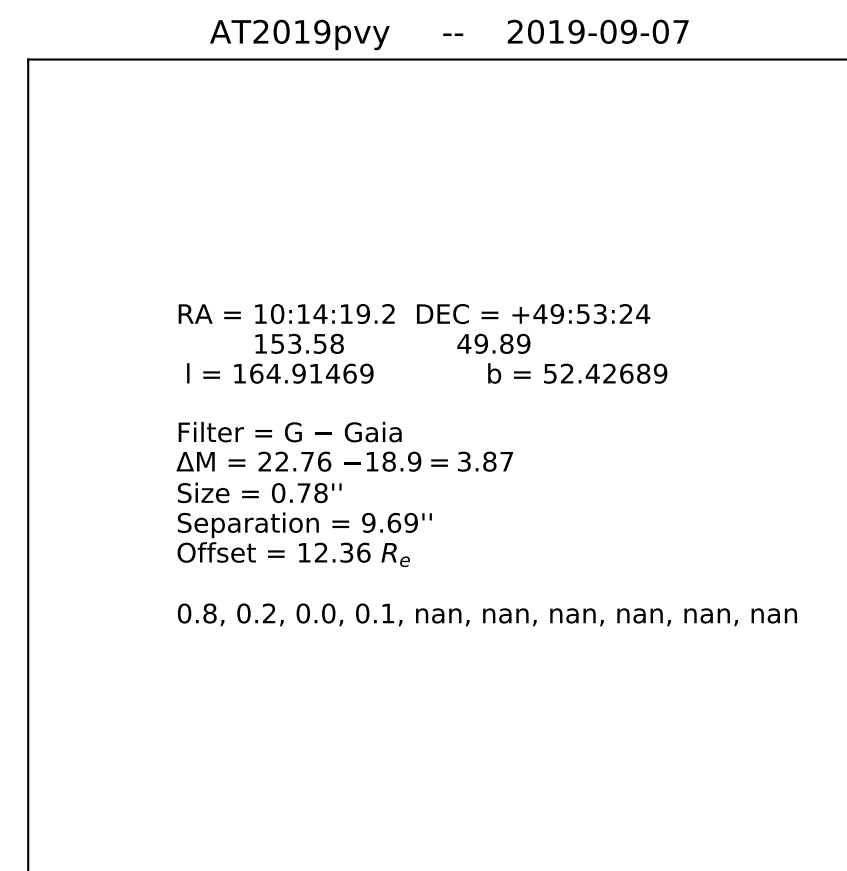 AT2019pvy -- 2019-09-07
RA = 10:14:19.2 DEC = +49:53:24
153.58 49.89
l = 164.91469 b = 52.42689
Filter = G − Gaia
ΔM = 22.76 −18.9 = 3.87
Size = 0.78''
Separation = 9.69''
Offset = 12.36 Rₑ
0.8, 0.2, 0.0, 0.1, nan, nan, nan, nan, nan, nan